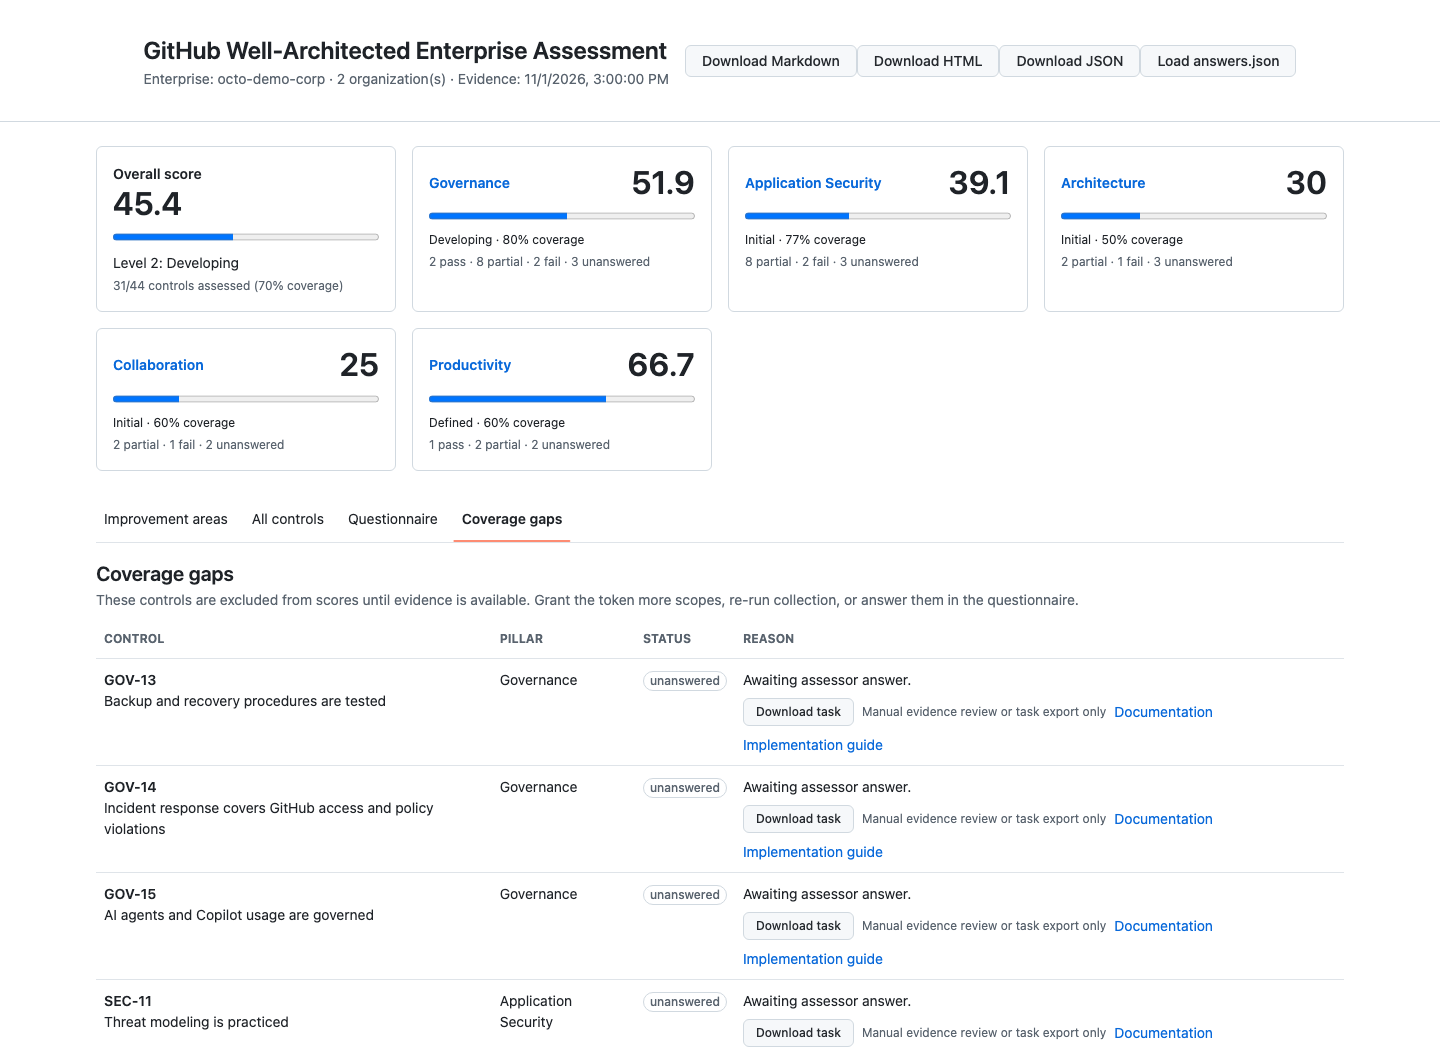 GitHub Well-Architected Enterprise Assessment
Enterprise: octo-demo-corp · 2 organization(s) · Evidence: 11/1/2026, 3:00:00 PM
Download Markdown
Download HTML
Download JSON
Load answers.json
Overall score
45.4
Level 2: Developing
31/44 controls assessed (70% coverage)
Governance
51.9
Developing · 80% coverage
2 pass · 8 partial · 2 fail · 3 unanswered
Application Security
39.1
Initial · 77% coverage
8 partial · 2 fail · 3 unanswered
Architecture
30
Initial · 50% coverage
2 partial · 1 fail · 3 unanswered
Collaboration
25
Initial · 60% coverage
2 partial · 1 fail · 2 unanswered
Productivity
66.7
Defined · 60% coverage
1 pass · 2 partial · 2 unanswered
Improvement areas
All controls
Questionnaire
Coverage gaps
Coverage gaps
These controls are excluded from scores until evidence is available. Grant the token more scopes, re-run collection, or answer them in the questionnaire.
CONTROL
PILLAR
STATUS
REASON
GOV-13
Backup and recovery procedures are tested
Governance
unanswered
Awaiting assessor answer.
Download task
Manual evidence review or task export only
Documentation
Implementation guide
GOV-14
Incident response covers GitHub access and policy
violations
Governance
unanswered
Awaiting assessor answer.
Download task
Manual evidence review or task export only
Documentation
Implementation guide
GOV-15
AI agents and Copilot usage are governed
Governance
unanswered
Awaiting assessor answer.
Download task
Manual evidence review or task export only
Documentation
Implementation guide
SEC-11
Threat modeling is practiced
Application
Security
unanswered
Awaiting assessor answer.
Download task
Manual evidence review or task export only
Documentation